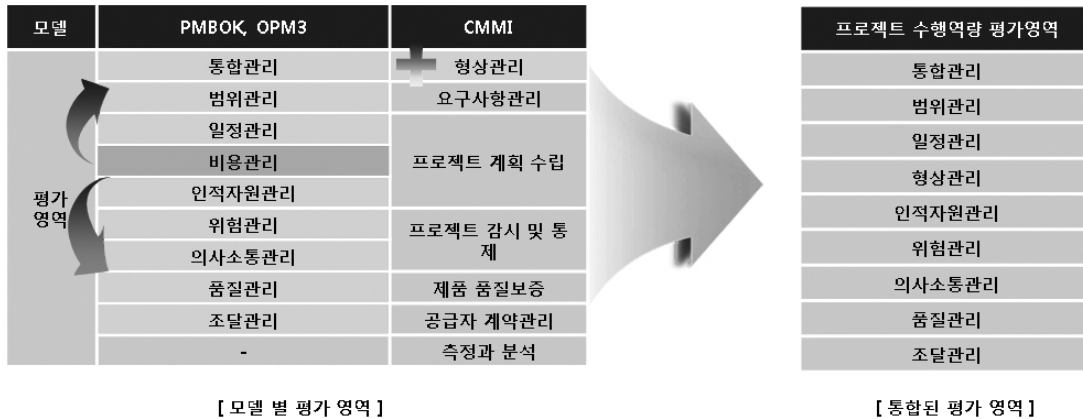 모델 PMBOK, OPM3 CMMI
평가
영역
통합관리 형상관리
범위관리 요구사항관리
일정관리
비용관리 프로젝트 계획 수립
인적자원관리
위험관리 프로젝트 감시 및 통
제
의사소통관리
품질관리 제품 품질보증
조달관리 공급자 계약관리
- 측정과 분석
[ 모델 별 평가 영역 ]
프로젝트 수행역량 평가영역
통합관리
범위관리
일정관리
형상관리
인적자원관리
위험관리
의사소통관리
품질관리
조달관리
[ 통합된 평가 영역 ]